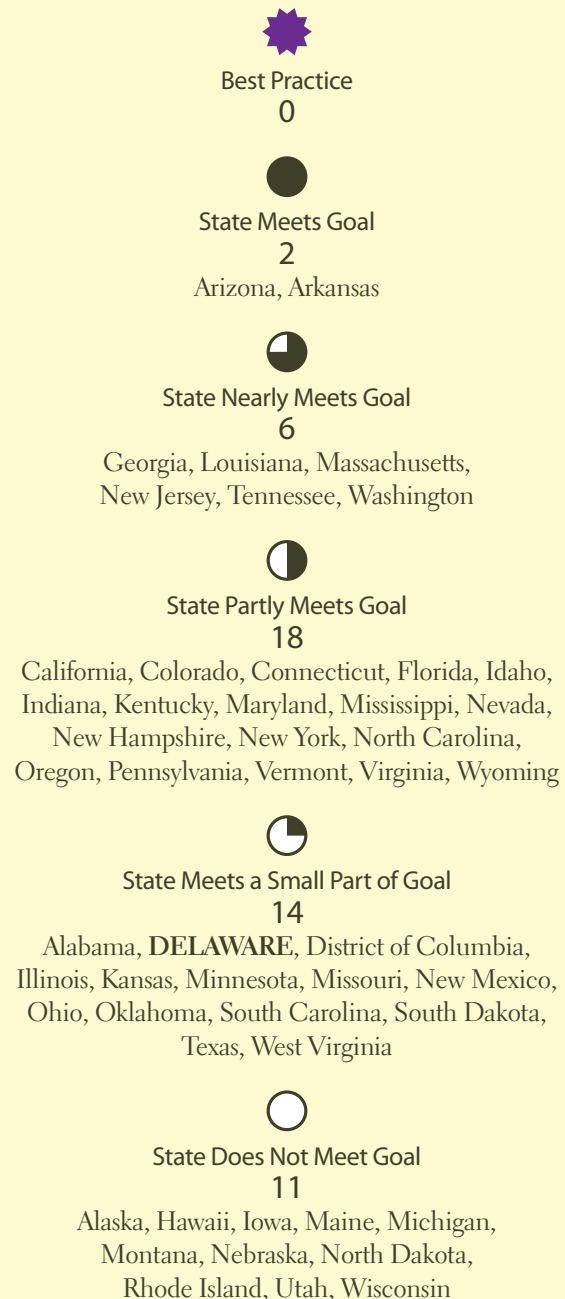 Best Practice
0
State Meets Goal
2
Arizona, Arkansas
State Nearly Meets Goal
6
Georgia, Louisiana, Massachusetts,
New Jersey, Tennessee, Washington
State Partly Meets Goal
18
California, Colorado, Connecticut, Florida, Idaho,
Indiana, Kentucky, Maryland, Mississippi, Nevada,
New Hampshire, New York, North Carolina,
Oregon, Pennsylvania, Vermont, Virginia, Wyoming
State Meets a Small Part of Goal
14
Alabama, DELAWARE, District of Columbia,
Illinois, Kansas, Minnesota, Missouri, New Mexico,
Ohio, Oklahoma, South Carolina, South Dakota,
Texas, West Virginia
State Does Not Meet Goal
11
Alaska, Hawaii, Iowa, Maine, Michigan,
Montana, Nebraska, North Dakota,
Rhode Island, Utah, Wisconsin